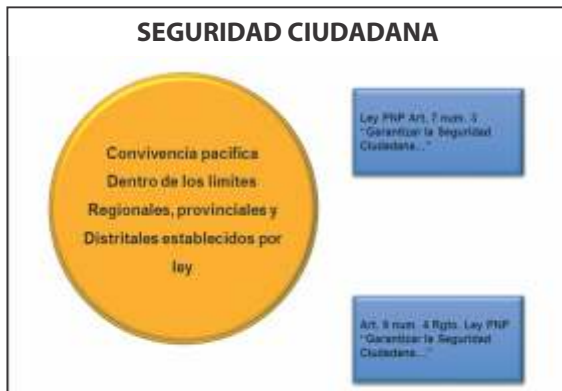 SEGURIDAD CIUDADANA
Convivencia pacifica
Dentro de los limites
Regionales, provinciales y
Distritales establecidos por
ley
Ley PNP Art. 7 num. 3
"Garantizar la Seguridad
Ciudadana..."
Art. 9 num. 4 Rgto. Ley PNP
"Garantizar la Seguridad
Ciudadana..."